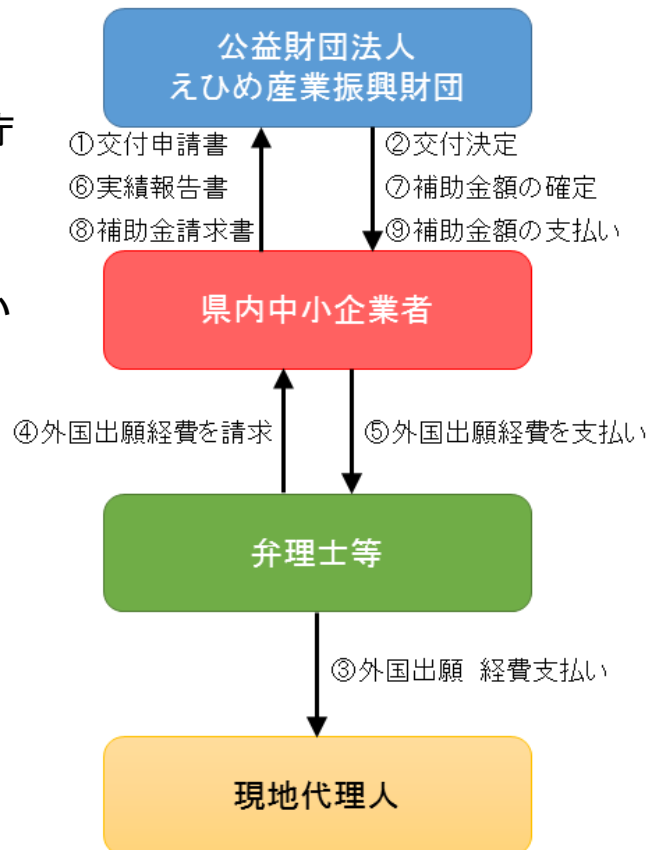 公益財団法人
えひめ産業振興財団
庁
①交付申請書
②交付決定
⑥実績報告書
⑦補助金額の確定
⑧補助金請求書
⑨補助金額の支払い
い
県内中小企業者
④外国出願経費を請求
⑤外国出願経費を支払い
弁理士等
③外国出願 経費支払い
現地代理人